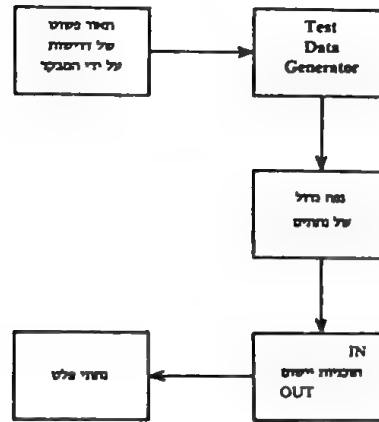 תאור פשוט
של דרישות
על ידי המבקר
Test
Data
Generator
נפח גדול
של נתונים
IN
תוכניות יישום
OUT
נתוני פלט